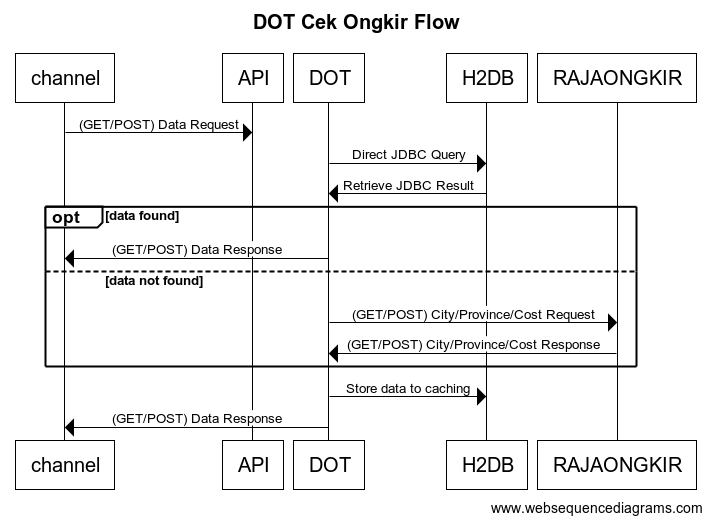 DOT Cek Ongkir Flow
channel API DOT H2DB RAJAONGKIR
(GET/POST) Data Request
Direct JDBC Query
Retrieve JDBC Result
opt [data found]
(GET/POST) Data Response
[data not found]
(GET/POST) City/Province/Cost Request
(GET/POST) City/Province/Cost Response
Store data to caching
(GET/POST) Data Response
channel API DOT H2DB RAJAONGKIR
www.websequencediagrams.com